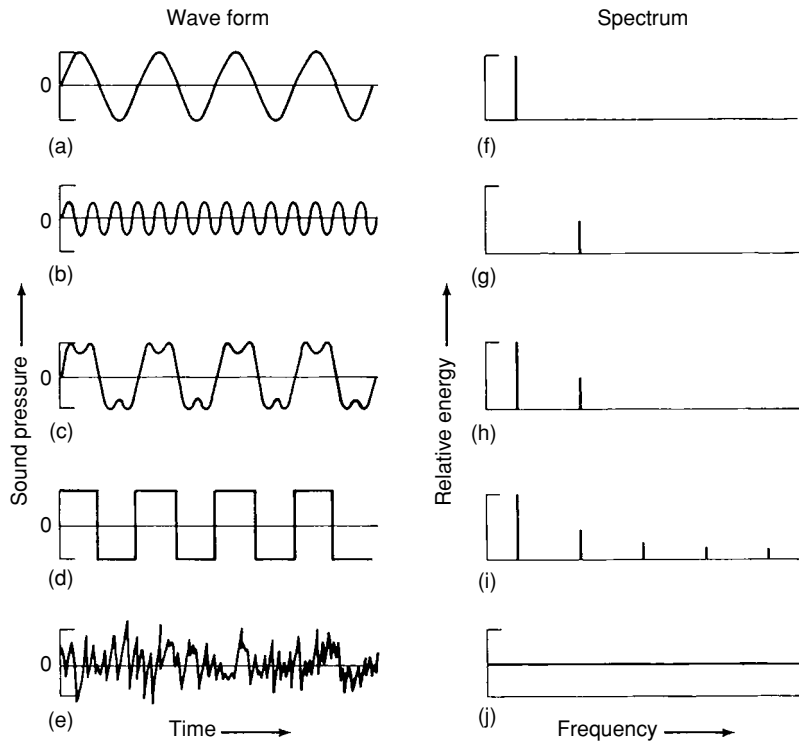 Wave form
Spectrum
0
(a)
(f)
0
(b)
(g)
0
(c)
(h)
Sound pressure
Relative energy
0
(d)
(i)
0
(e)
(j)
Time
Frequency